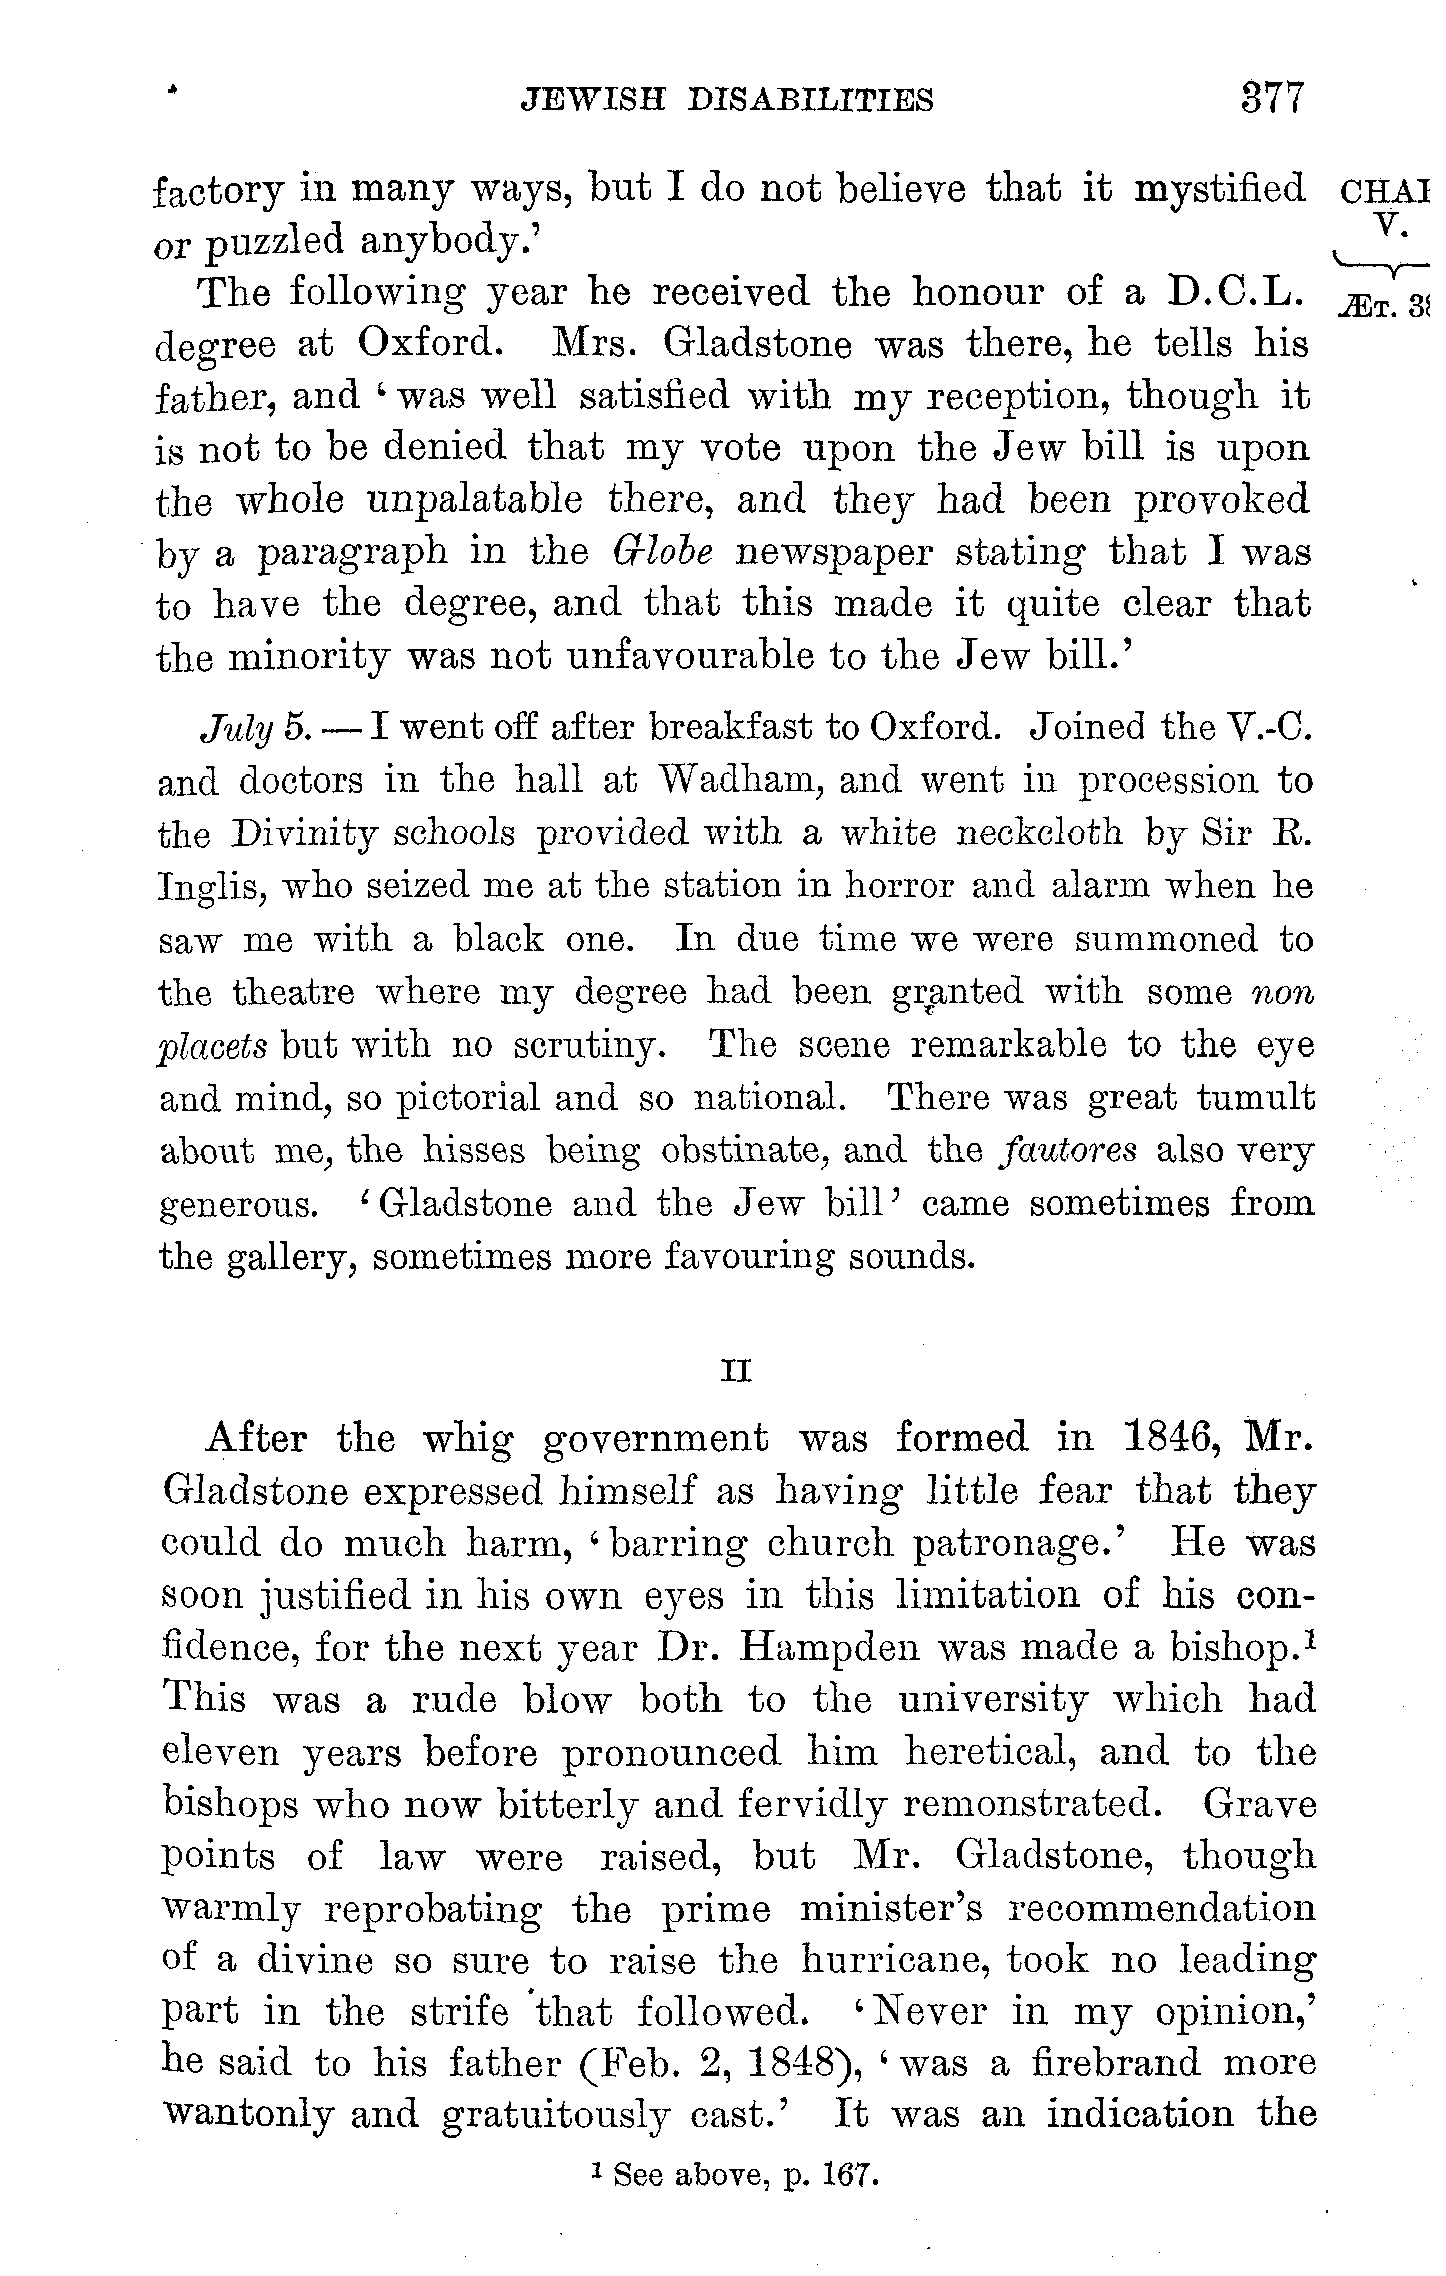 JEWISH DISABILITIES 377
factory in many ways, but I do not believe that it mystified
or puzzled anybody.’
CHAP
V.
ÆT. 38
The following year he received the honour of a D.C.L.
degree at Oxford. Mrs. Gladstone was there, he tells his
father, and ‘was well satisfied with my reception, though it
is not to be denied that my vote upon the Jew bill is upon
the whole unpalatable there, and they had been provoked
by a paragraph in the Globe newspaper stating that I was
to have the degree, and that this made it quite clear that
the minority was not unfavourable to the Jew bill.’
July 5. — I went off after breakfast to Oxford. Joined the V.-C.
and doctors in the hall at Wadham, and went in procession to
the Divinity schools provided with a white neckcloth by Sir R.
Inglis, who seized me at the station in horror and alarm when he
saw me with a black one. In due time we were summoned to
the theatre where my degree had been granted with some non
placets but with no scrutiny. The scene remarkable to the eye
and mind, so pictorial and so national. There was great tumult
about me, the hisses being obstinate, and the fautores also very
generous. ‘Gladstone and the Jew bill’ came sometimes from
the gallery, sometimes more favouring sounds.
II
After the whig government was formed in 1846, Mr.
Gladstone expressed himself as having little fear that they
could do much harm, ‘barring church patronage.’ He was
soon justified in his own eyes in this limitation of his con-
fidence, for the next year Dr. Hampden was made a bishop.¹
This was a rude blow both to the university which had
eleven years before pronounced him heretical, and to the
bishops who now bitterly and fervidly remonstrated. Grave
points of law were raised, but Mr. Gladstone, though
warmly reprobating the prime minister’s recommendation
of a divine so sure to raise the hurricane, took no leading
part in the strife that followed. ‘Never in my opinion,’
he said to his father (Feb. 2, 1848), ‘was a firebrand more
wantonly and gratuitously cast.’ It was an indication the
¹ See above, p. 167.